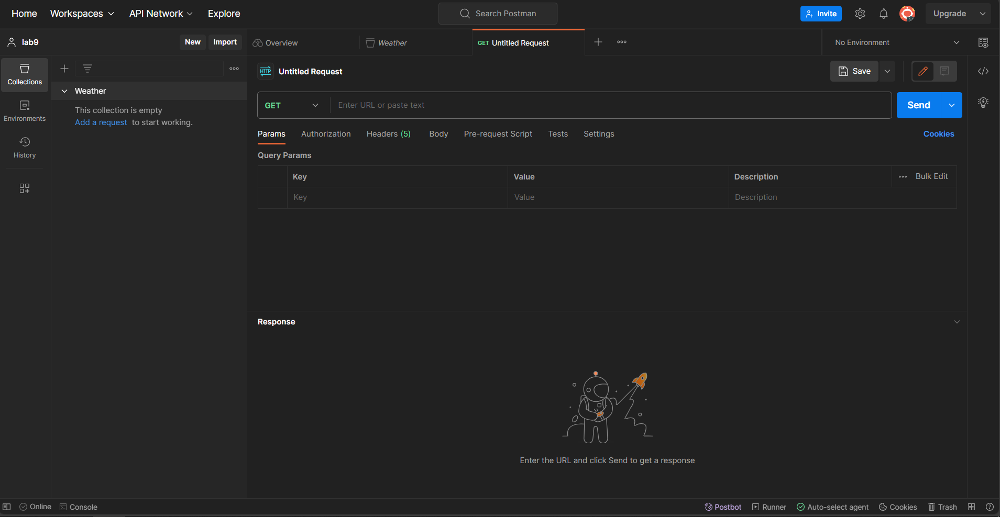 Home Workspaces API Network Explore Search Postman Invite Upgrade
lab9 New Import Overview Weather GET Untitled Request No Environment
HTTP Untitled Request Save
Collections
Weather
This collection is empty
Add a request to start working.
Environments
History
GET Enter URL or paste text Send
Params Authorization Headers (5) Body Pre-request Script Tests Settings Cookies
Query Params
Key Value Description Bulk Edit
Key Value Description
Response
Enter the URL and click Send to get a response
Online Console Postbot Runner Auto-select agent Cookies Trash